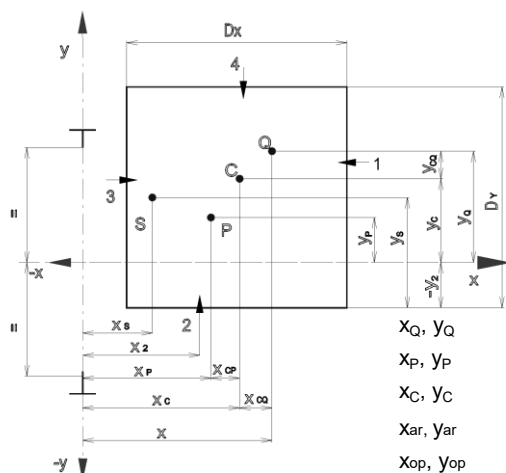 Dx
y
4
Q
C
1
yCQ
3
S
P
yP
yS
yC
yQ
DY
=
=
-x
x
-y2
xS
2
x2
xP
xCP
xC
xCQ
x
-y
xQ, yQ
xP, yP
xC, yC
xar, yar
xop, yop